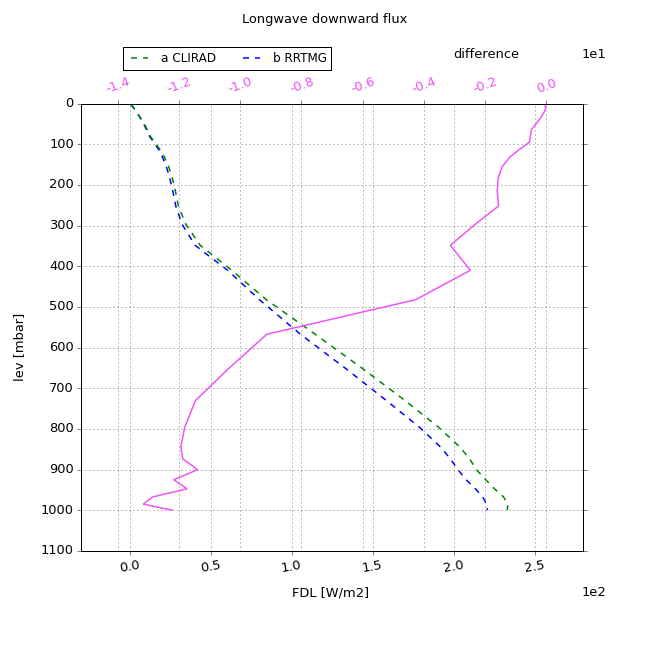 Longwave downward flux
a CLIRAD b RRTMG
difference 1e1
-1.4 -1.2 -1.0 -0.8 -0.6 -0.4 -0.2 0.0
0
100
200
300
400
500
600
700
800
900
1000
1100
lev [mbar]
0.0 0.5 1.0 1.5 2.0 2.5
FDL [W/m2] 1e2